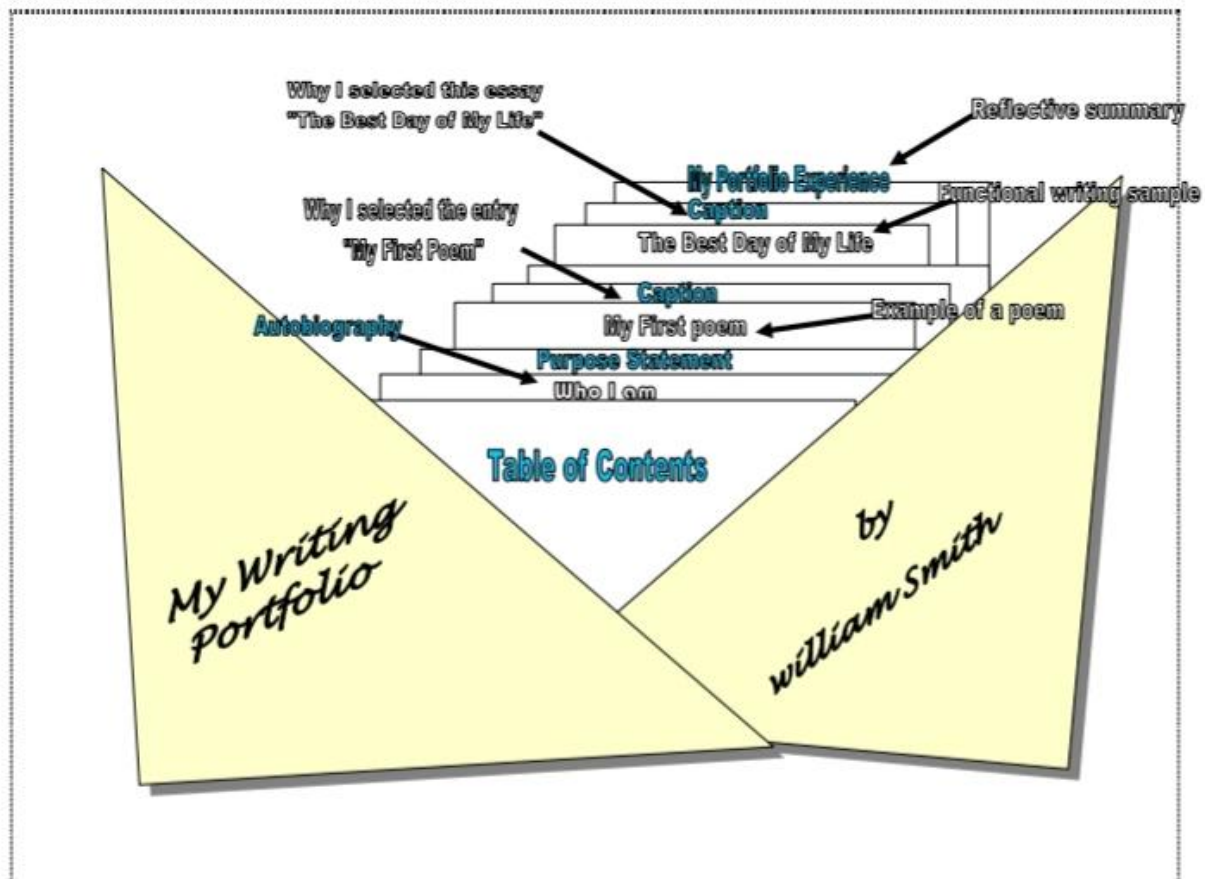 Why I selected this essay
"The Best Day of My Life"
Reflective summary
My Portfolio Experience
Functional writing sample
Caption
Why I selected the entry
"My First Poem"
The Best Day of My Life
Caption
Example of a poem
Autobiography
My First poem
Purpose Statement
Who I am
Table of Contents
My Writing
Portfolio
by
william Smith